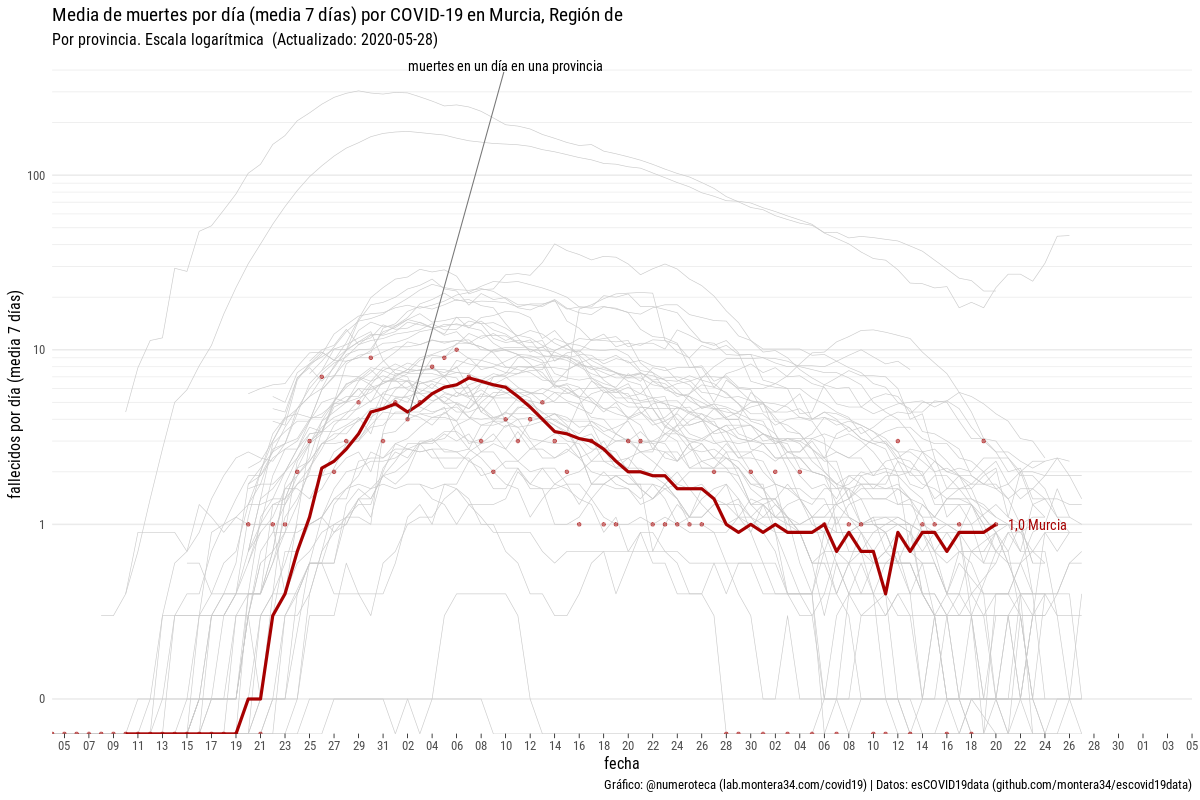 Media de muertes por día (media 7 días) por COVID-19 en Murcia, Región de
Por provincia. Escala logarítmica (Actualizado: 2020-05-28)
muertes en un día en una provincia
fallecidos por día (media 7 días)
100
10
1
0
1,0 Murcia
05 07 09 11 13 15 17 19 21 23 25 27 29 31 02 04 06 08 10 12 14 16 18 20 22 24 26 28 30 02 04 06 08 10 12 14 16 18 20 22 24 26 28 30 01 03 05
fecha
Gráfico: @numeroteca (lab.montera34.com/covid19) | Datos: esCOVID19data (github.com/montera34/escovid19data)